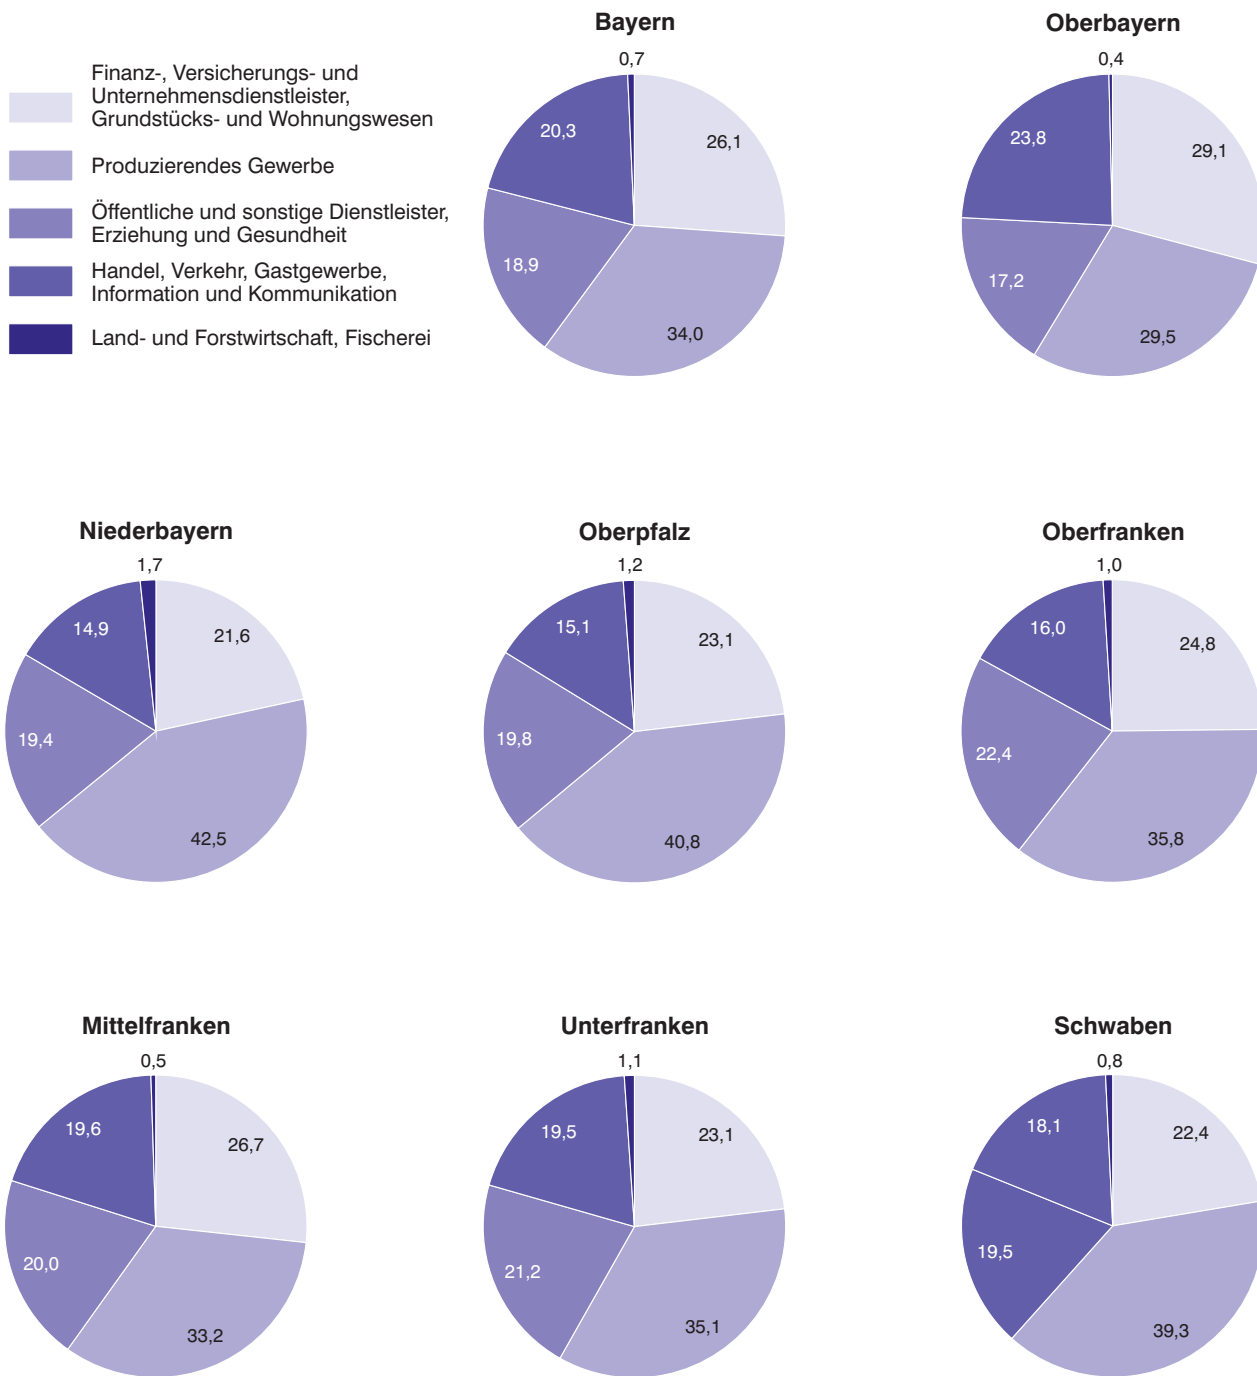 Finanz-, Versicherungs- und
Unternehmensdienstleister,
Grundstücks- und Wohnungswesen
Produzierendes Gewerbe
Öffentliche und sonstige Dienstleister,
Erziehung und Gesundheit
Handel, Verkehr, Gastgewerbe,
Information und Kommunikation
Land- und Forstwirtschaft, Fischerei
Bayern
0,7
26,1
20,3
18,9
34,0
Oberbayern
0,4
29,1
23,8
17,2
29,5
Niederbayern
1,7
21,6
14,9
19,4
42,5
Oberpfalz
1,2
23,1
15,1
19,8
40,8
Oberfranken
1,0
24,8
16,0
22,4
35,8
Mittelfranken
0,5
26,7
19,6
20,0
33,2
Unterfranken
1,1
23,1
19,5
21,2
35,1
Schwaben
0,8
22,4
18,1
19,5
39,3